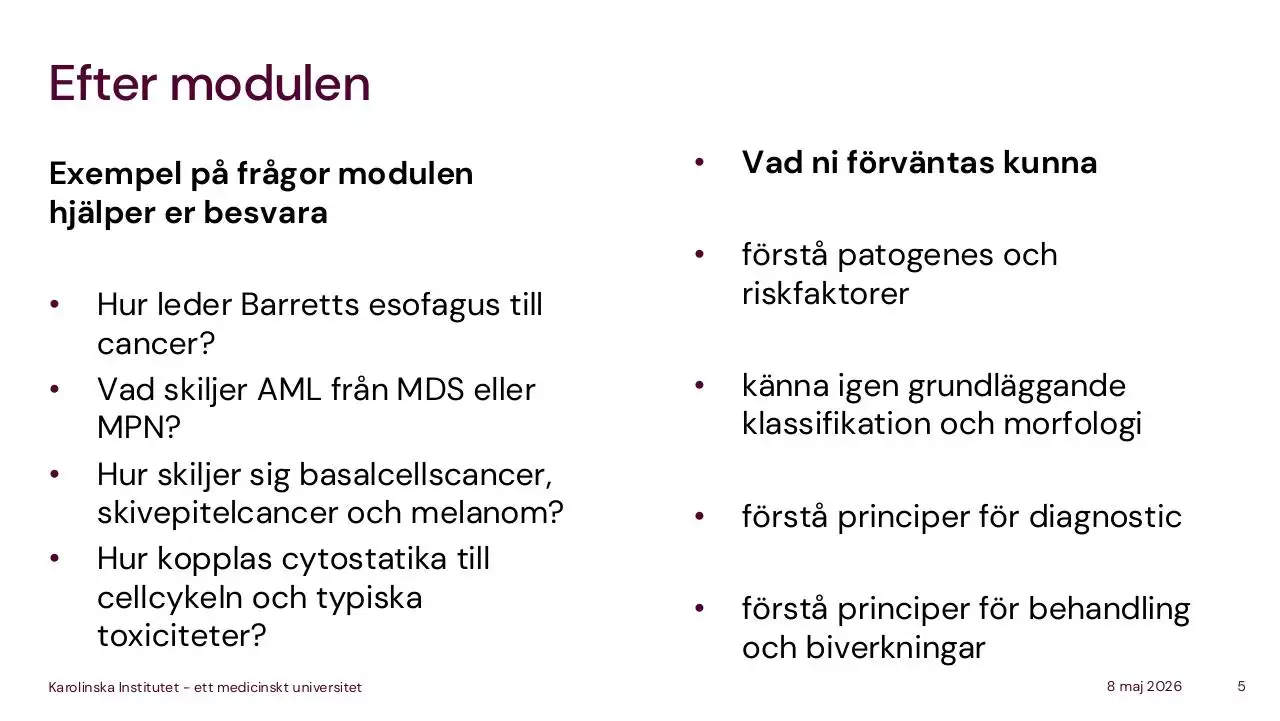 Efter modulen
Exempel på frågor modulen
hjälper er besvara
• Hur leder Barretts esofagus till
cancer?
• Vad skiljer AML från MDS eller
MPN?
• Hur skiljer sig basalcellscancer,
skivepitelcancer och melanom?
• Hur kopplas cytostatika till
cellcykeln och typiska
toxiciteter?
• Vad ni förväntas kunna
• förstå patogenes och
riskfaktorer
• känna igen grundläggande
klassifikation och morfologi
• förstå principer för diagnostic
• förstå principer för behandling
och biverkningar
Karolinska Institutet - ett medicinskt universitet
8 maj 2026
5